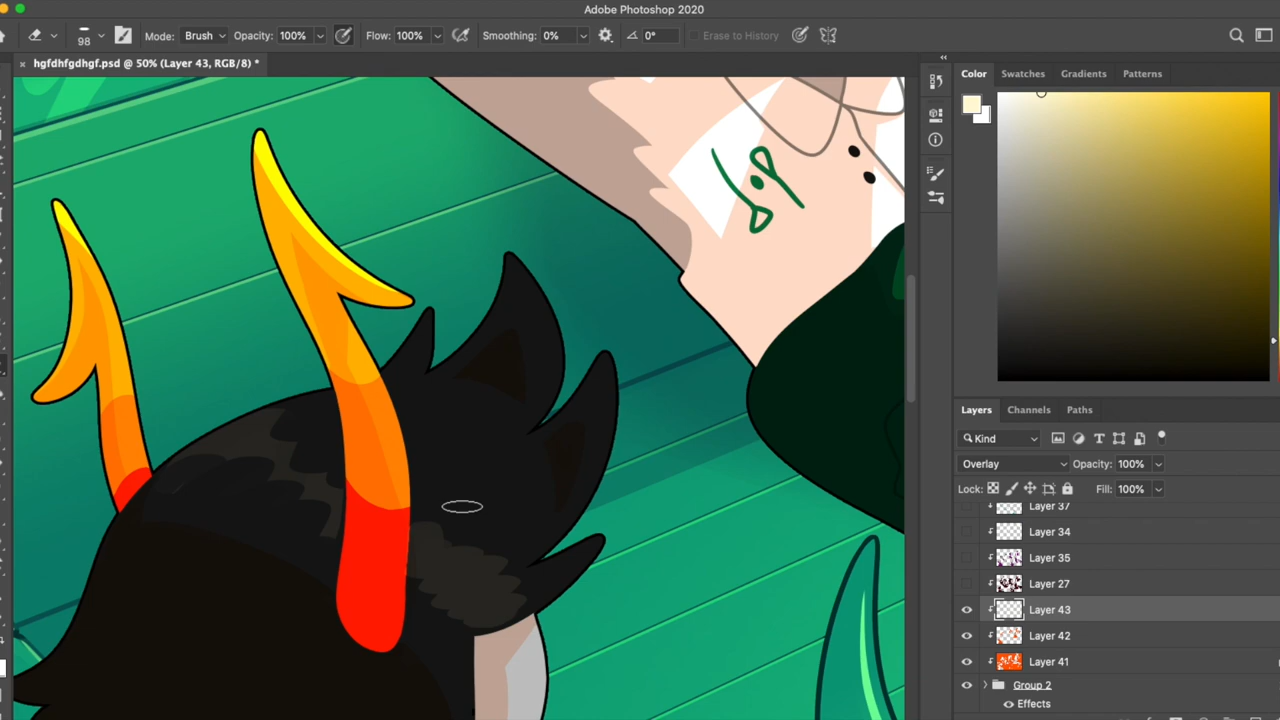 Adobe Photoshop 2020
98 Mode: Brush Opacity: 100% Flow: 100% Smoothing: 0% 0° Erase to History
× hgfdhfgdhgf.psd @ 50% (Layer 43, RGB/8) *
Color Swatches Gradients Patterns
Layers Channels Paths
Kind
Overlay Opacity: 100%
Lock: Fill: 100%
Layer 37
Layer 34
Layer 35
Layer 27
Layer 43
Layer 42
Layer 41
Group 2
Effects